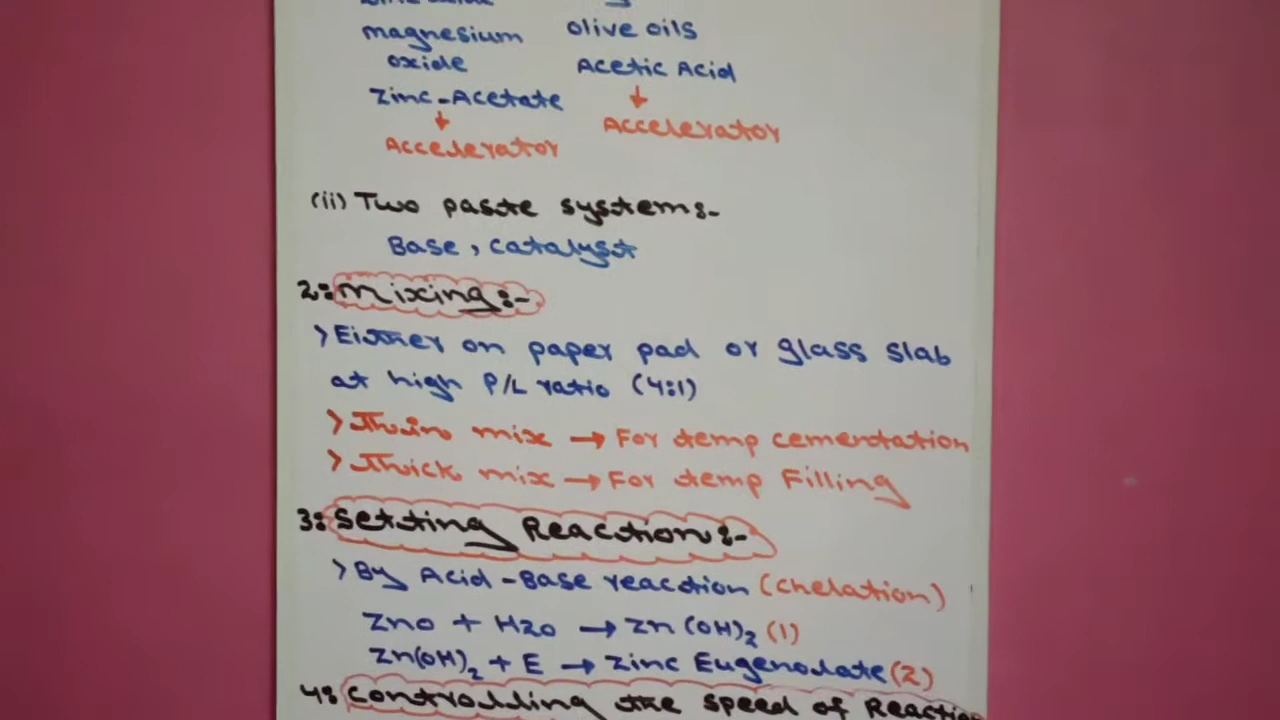 magnesium olive oils
oxide Acetic Acid
Zinc-Acetate
Accelerator Accelerator
(ii) Two paste system:-
Base, catalyst
2: mixing:-
> Either on paper pad or glass slab
at high P/L ratio (4:1)
> Thin mix → For temp cementation
> Thick mix → For temp Filling
3: Setting Reaction:-
> By Acid-Base reaction (chelation)
ZnO + H2O → Zn(OH)2 (1)
Zn(OH)2 + E → Zinc Eugenolate (2)
4: Controlling the speed of Reaction